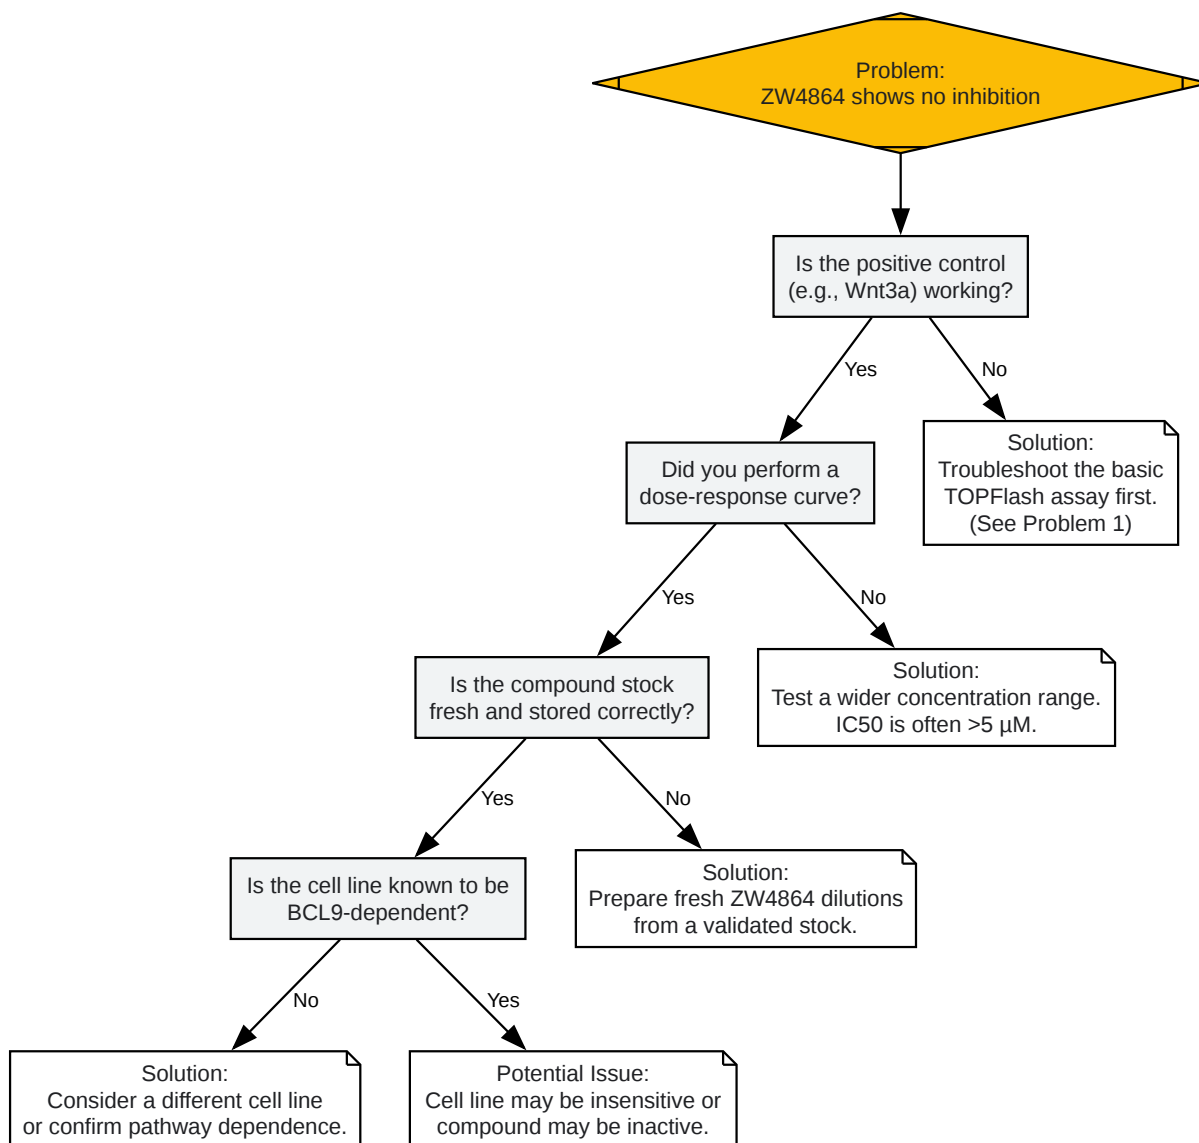 Problem:
ZW4864 shows no inhibition
Is the positive control
(e.g., Wnt3a) working?
Yes
No
Solution:
Troubleshoot the basic
TOPFlash assay first.
(See Problem 1)
Did you perform a
dose-response curve?
Yes
No
Solution:
Test a wider concentration range.
IC50 is often >5 µM.
Is the compound stock
fresh and stored correctly?
Yes
No
Solution:
Prepare fresh ZW4864 dilutions
from a validated stock.
Is the cell line known to be
BCL9-dependent?
No
Yes
Solution:
Consider a different cell line
or confirm pathway dependence.
Potential Issue:
Cell line may be insensitive or
compound may be inactive.